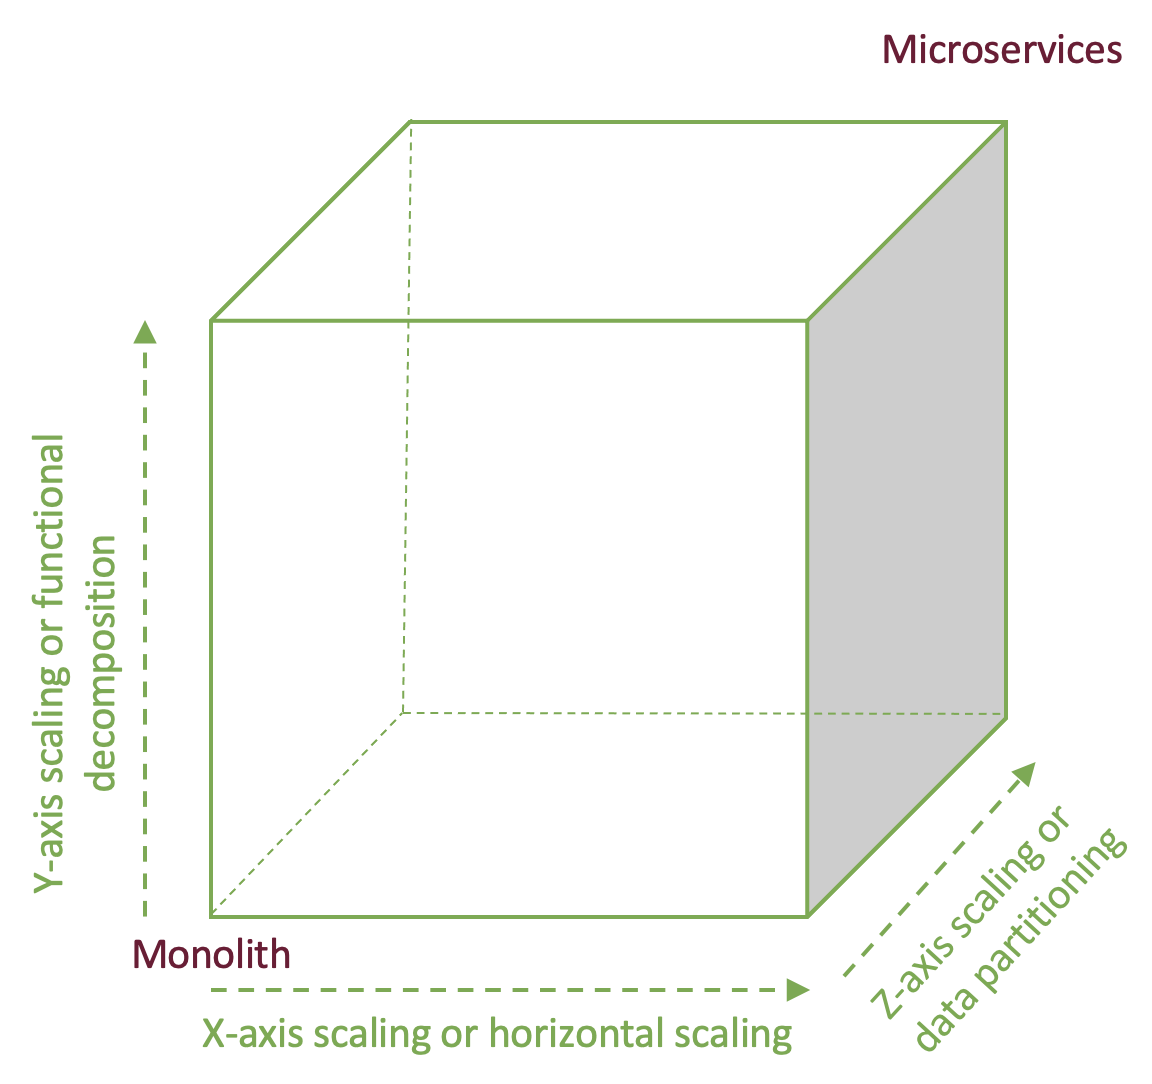 Microservices
Y-axis scaling or functional
decomposition
Monolith
X-axis scaling or horizontal scaling
Z-axis scaling or
data partitioning